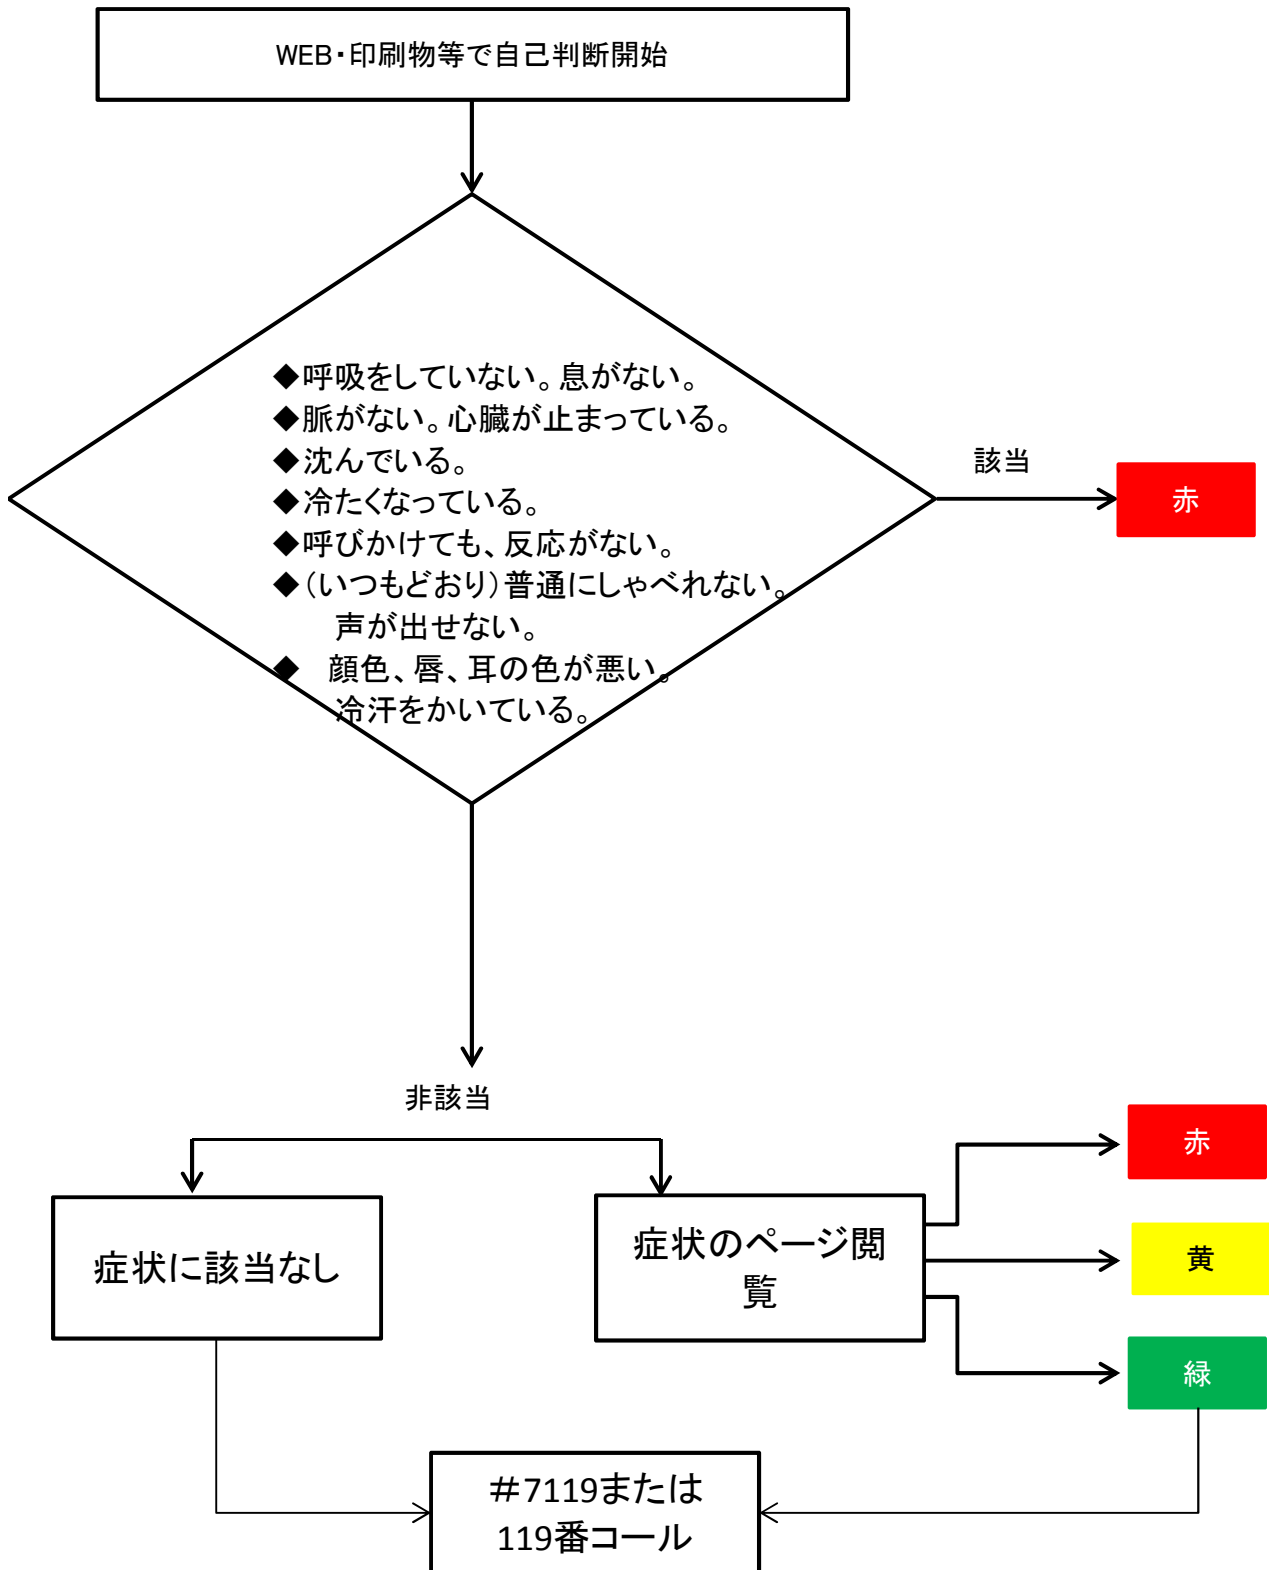 WEB・印刷物等で自己判断開始
◆呼吸をしていない。息がない。
◆脈がない。心臓が止まっている。
◆沈んでいる。
◆冷たくなっている。
◆呼びかけても、反応がない。
◆(いつもどおり)普通にしゃべれない。
声が出せない。
◆ 顔色、唇、耳の色が悪い。
冷汗をかいている。
該当
赤
非該当
症状に該当なし
症状のページ閲
覧
赤
黄
緑
＃7119または
119番コール